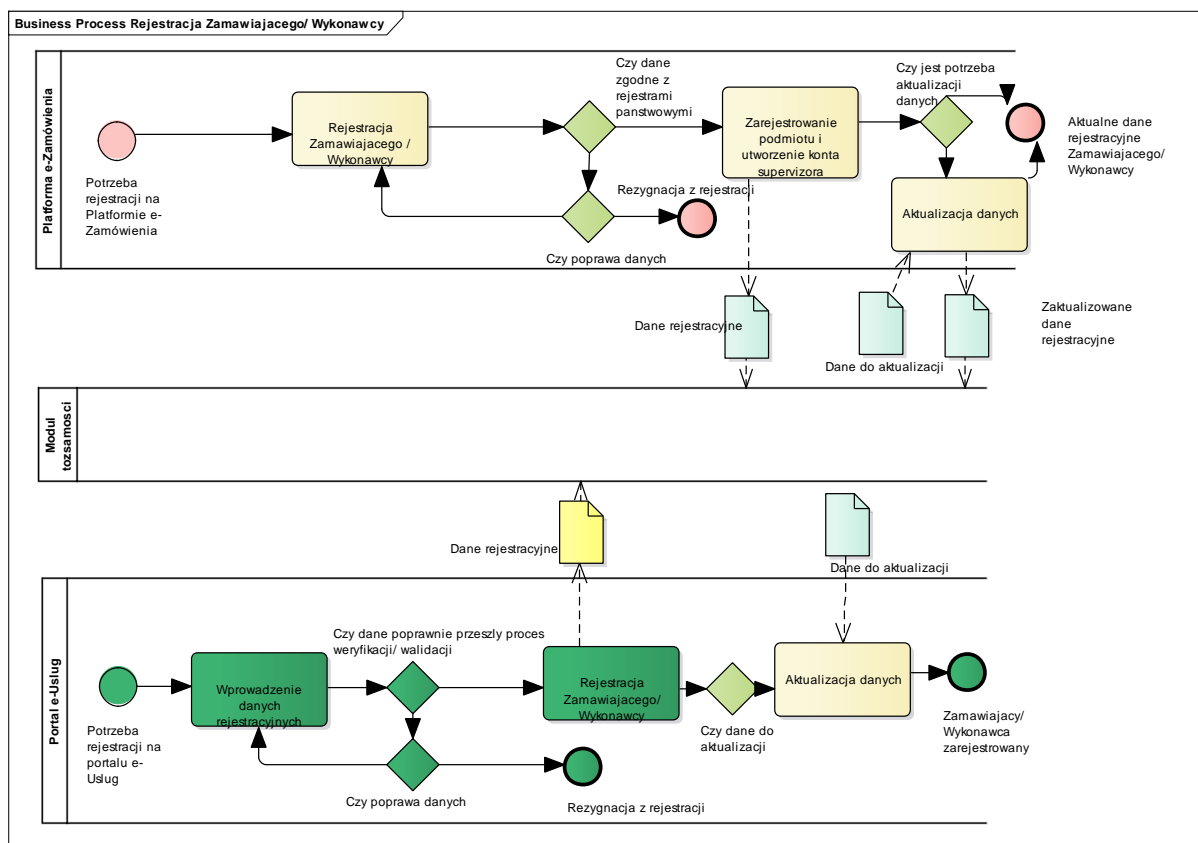 Business Process Rejestracja Zamawiajacego/ Wykonawcy
Platforma e-Zamówienia
Potrzeba
rejestracji na
Platformie e-
Zamówienia
Rejestracja
Zamawiajacego /
Wykonawcy
Czy dane
zgodne z
rejestrami
panstwowymi
Czy poprawa danych
Rezygnacja z rejestracji
Zarejestrowanie
podmiotu i
utworzenie konta
supervizora
Czy jest potrzeba
aktualizacji
danych
Aktualizacja danych
Aktualne dane
rejestracyjne
Zamawiajacego/
Wykonawcy
Dane rejestracyjne
Dane do aktualizacji
Zaktualizowane
dane
rejestracyjne
Modul
tozsamosci
Dane rejestracyjne
Dane do aktualizacji
Portal e-Uslug
Potrzeba
rejestracji na
portalu e-
Uslug
Wprowadzenie
danych
rejestracyjnych
Czy dane poprawnie przeszly proces
weryfikacji/ walidacji
Czy poprawa danych
Rezygnacja z rejestracji
Rejestracja
Zamawiajacego/
Wykonawcy
Czy dane do
aktualizacji
Aktualizacja danych
Zamawiajacy/
Wykonawca
zarejestrowany